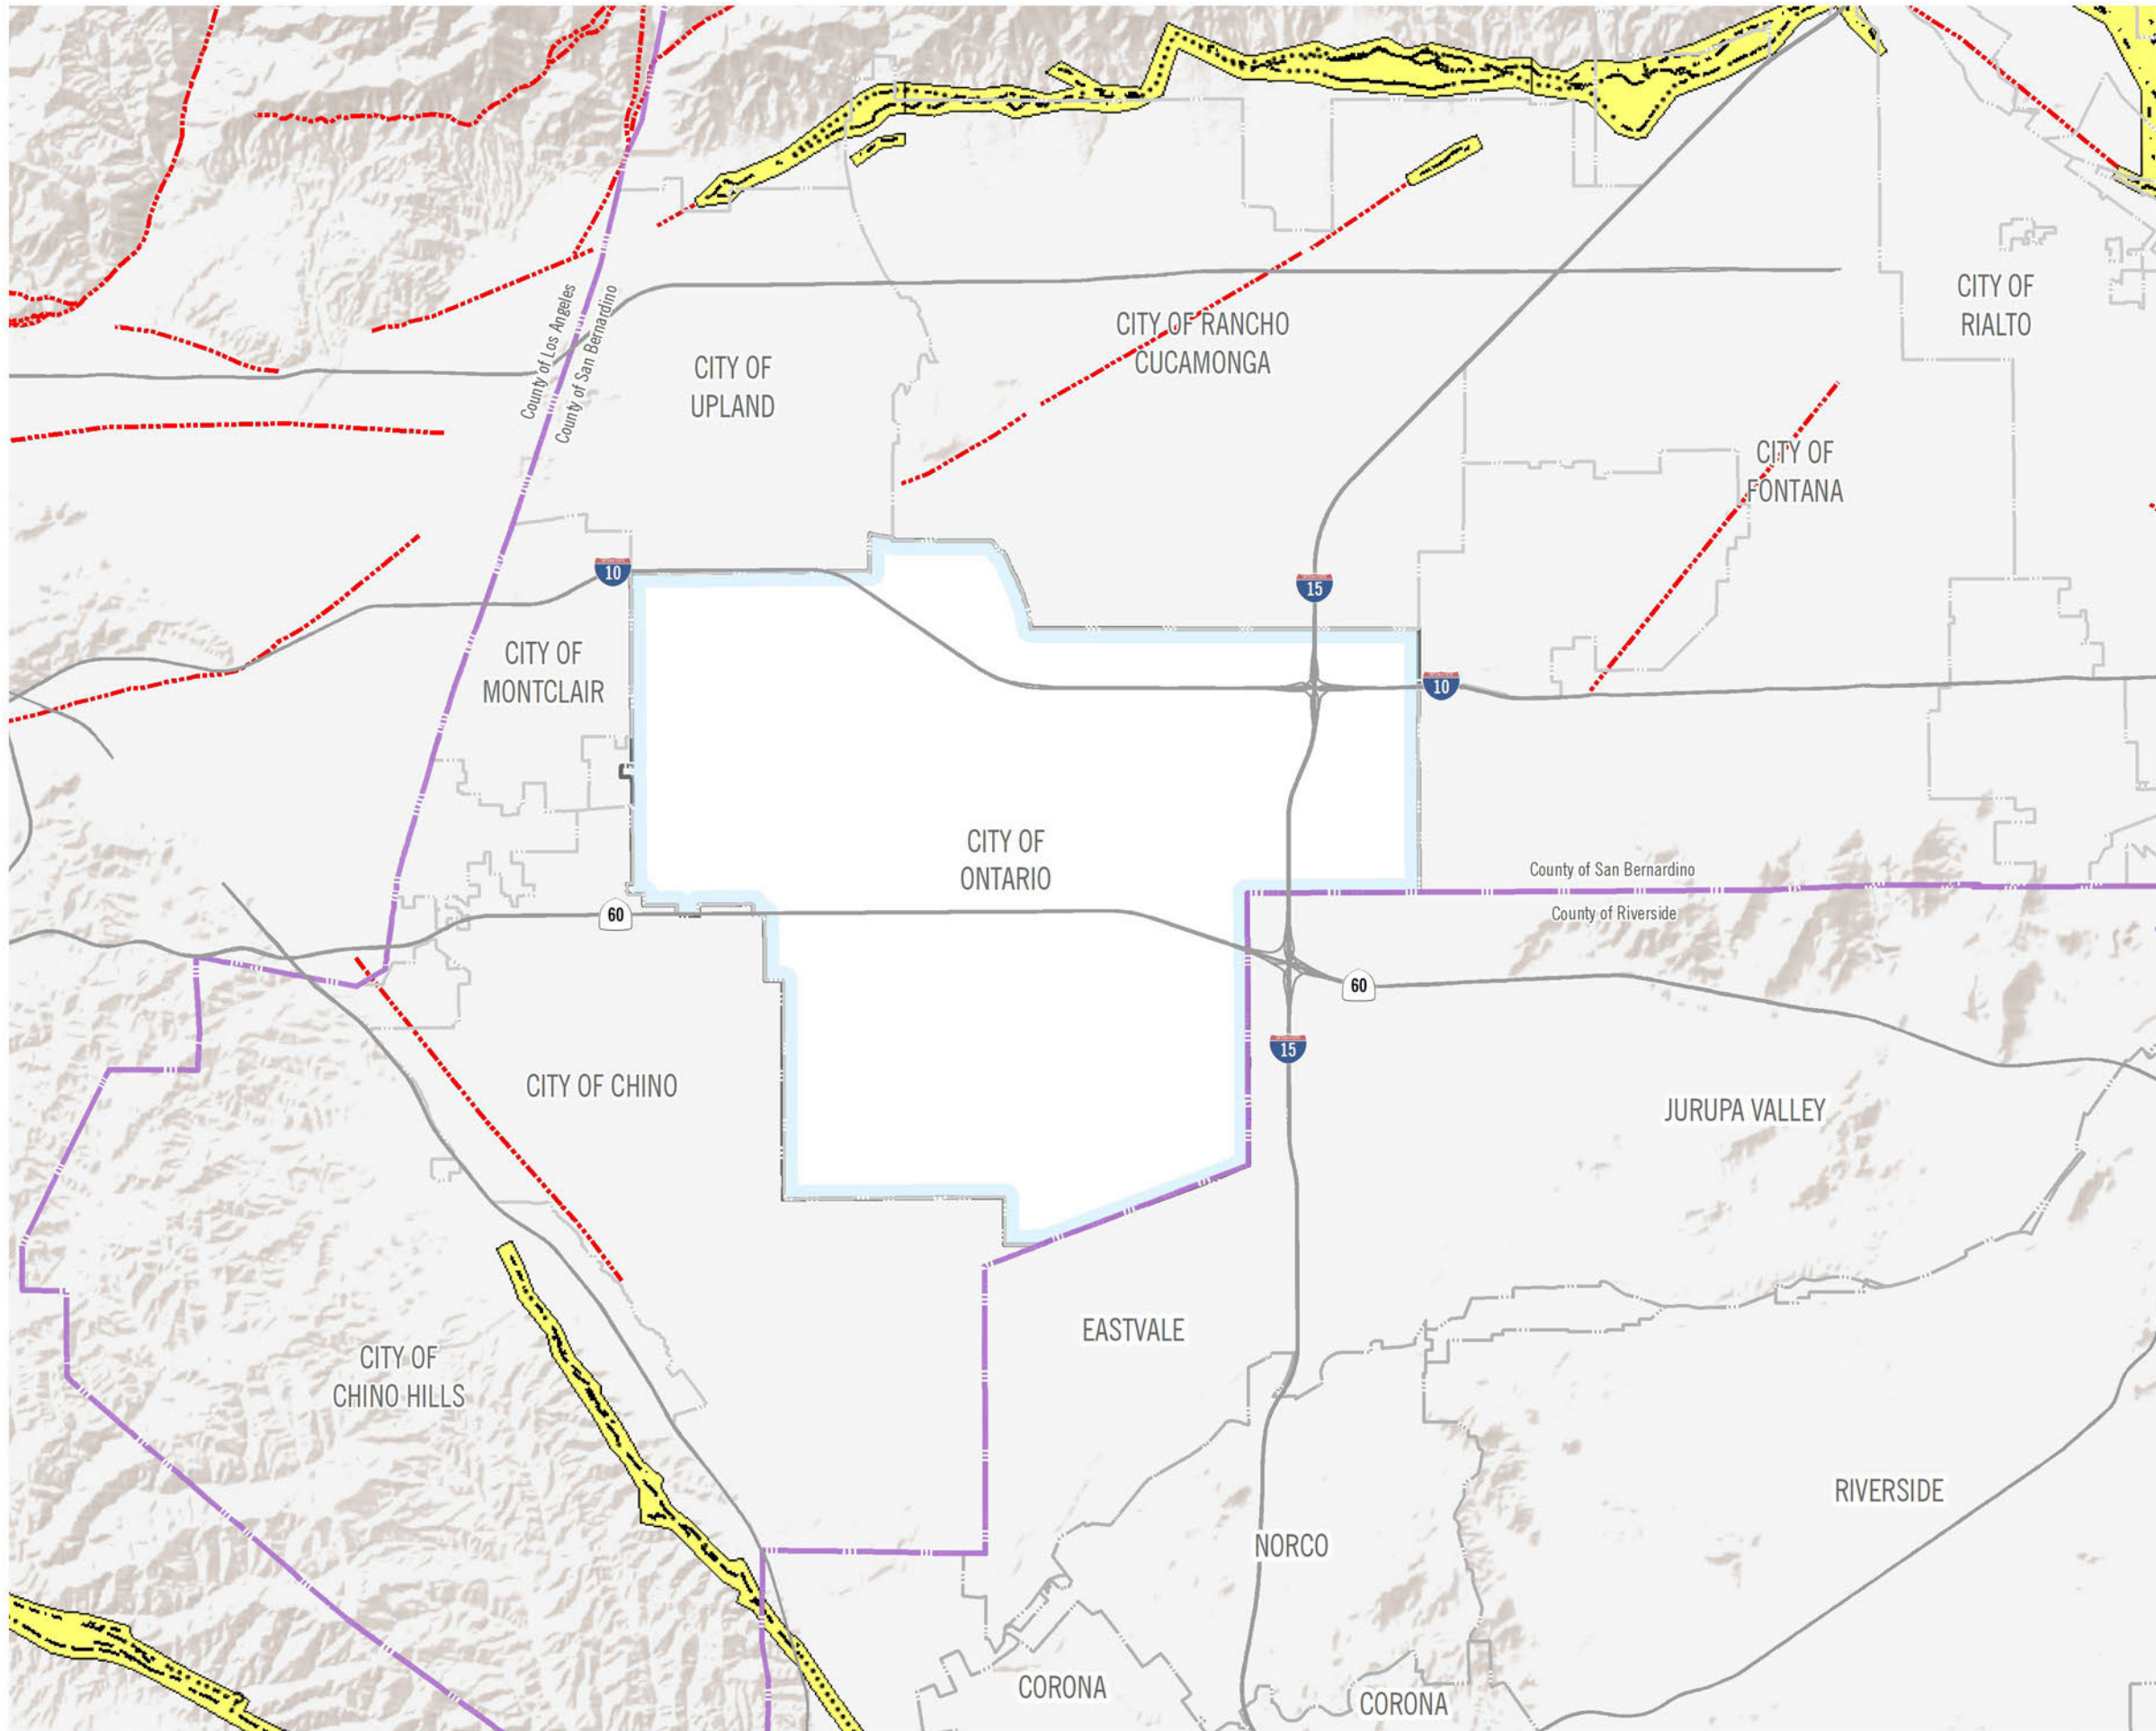 CITY OF
RIALTO
County of Los Angeles
County of San Bernardino
CITY OF RANCHO
CUCAMONGA
CITY OF
UPLAND
CITY OF
FONTANA
10
15
CITY OF
MONTCLAIR
10
CITY OF
ONTARIO
County of San Bernardino
County of Riverside
60
60
15
CITY OF CHINO
JURUPA VALLEY
EASTVALE
CITY OF
CHINO HILLS
RIVERSIDE
NORCO
CORONA
CORONA